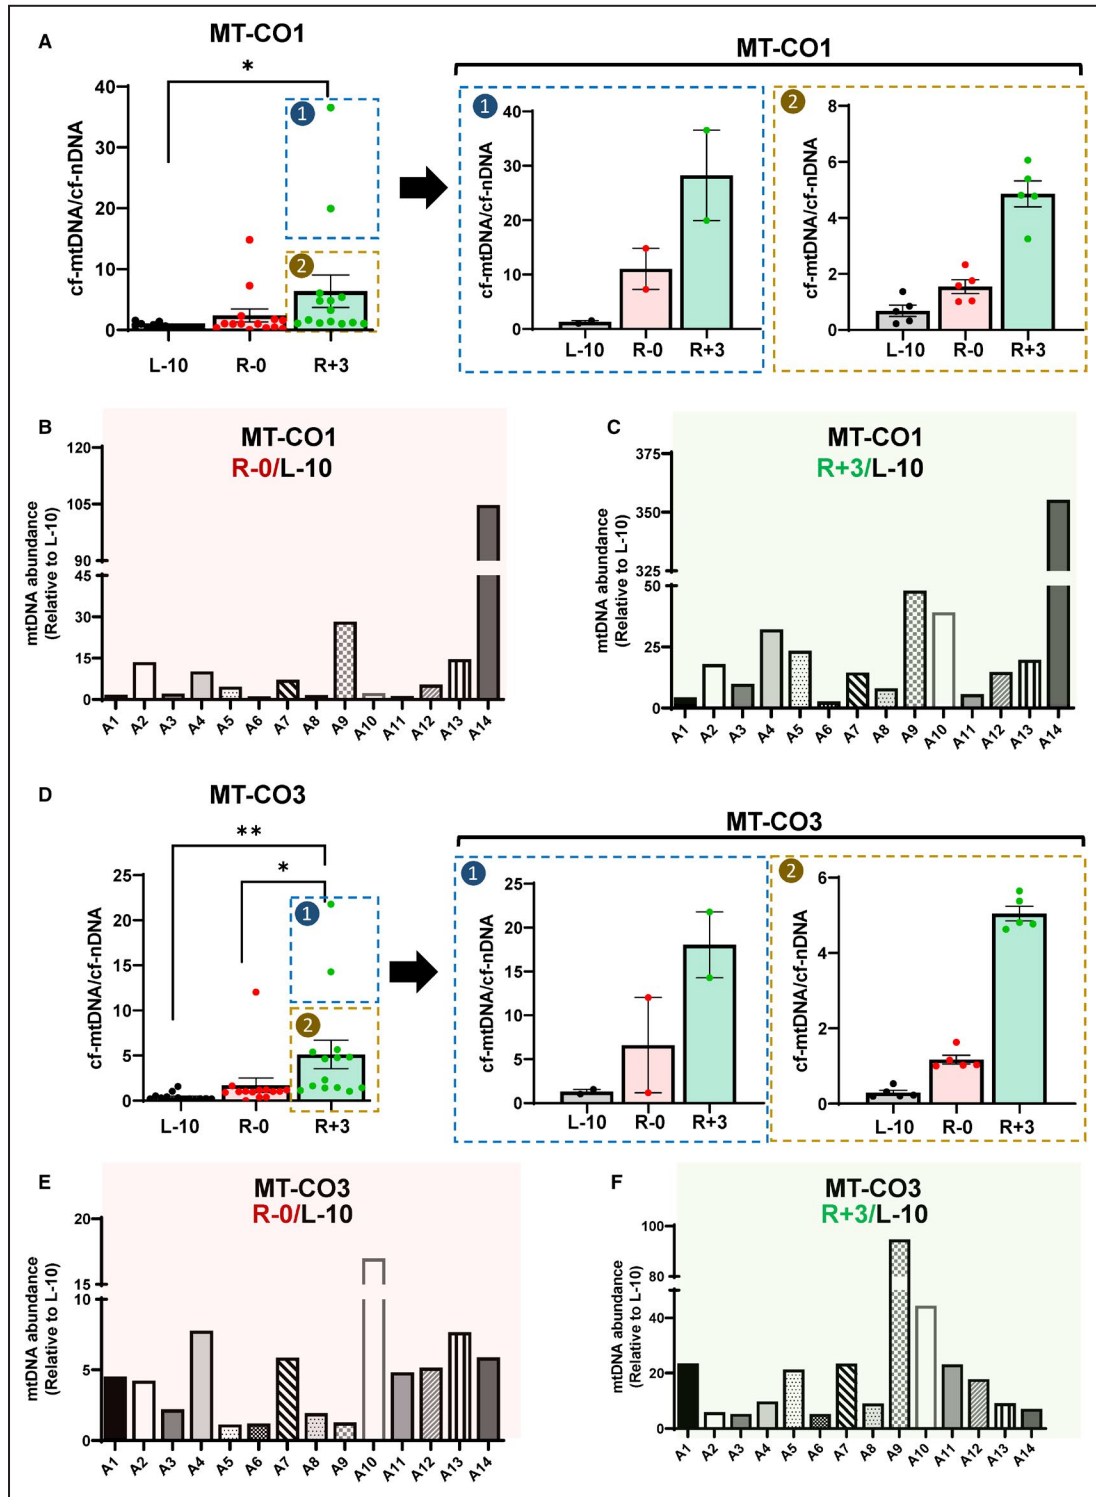 A
MT-CO1
*
cf-mtDNA/cf-nDNA
40
30
20
10
0
1
2
L-10
R-0
R+3
MT-CO1
1
cf-mtDNA/cf-nDNA
40
30
20
10
0
L-10
R-0
R+3
2
cf-mtDNA/cf-nDNA
8
6
4
2
0
L-10
R-0
R+3
B
MT-CO1
R-0/L-10
mtDNA abundance
(Relative to L-10)
120
105
90
45
30
15
0
A1
A2
A3
A4
A5
A6
A7
A8
A9
A10
A11
A12
A13
A14
C
MT-CO1
R+3/L-10
mtDNA abundance
(Relative to L-10)
375
350
325
50
25
0
A1
A2
A3
A4
A5
A6
A7
A8
A9
A10
A11
A12
A13
A14
D
MT-CO3
**
*
cf-mtDNA/cf-nDNA
25
20
15
10
5
0
1
2
L-10
R-0
R+3
MT-CO3
1
cf-mtDNA/cf-nDNA
25
20
15
10
5
0
L-10
R-0
R+3
2
cf-mtDNA/cf-nDNA
6
4
2
0
L-10
R-0
R+3
E
MT-CO3
R-0/L-10
mtDNA abundance
(Relative to L-10)
20
15
10
5
0
A1
A2
A3
A4
A5
A6
A7
A8
A9
A10
A11
A12
A13
A14
F
MT-CO3
R+3/L-10
mtDNA abundance
(Relative to L-10)
100
80
40
20
0
A1
A2
A3
A4
A5
A6
A7
A8
A9
A10
A11
A12
A13
A14